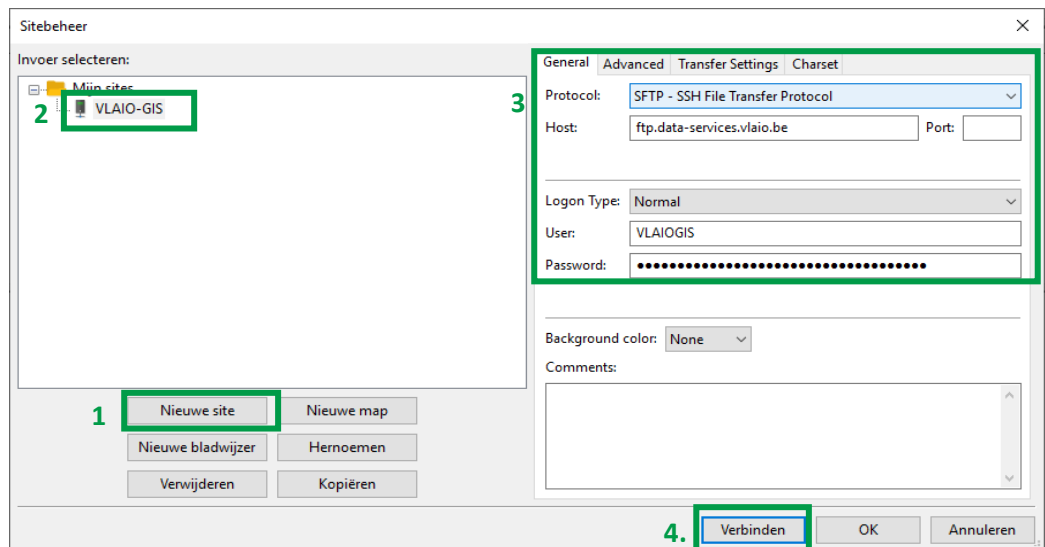 Sitebeheer
Invoer selecteren:
Mijn sites
2 VLAIO-GIS
1 Nieuwe site Nieuwe map
Nieuwe bladwijzer Hernoemen
Verwijderen Kopiëren
General Advanced Transfer Settings Charset
3
Protocol: SFTP - SSH File Transfer Protocol
Host: ftp.data-services.vlaio.be Port:
Logon Type: Normal
User: VLAIOGIS
Password: ••••••••••••••••••••••••••••••••••••
Background color: None
Comments:
4. Verbinden OK Annuleren